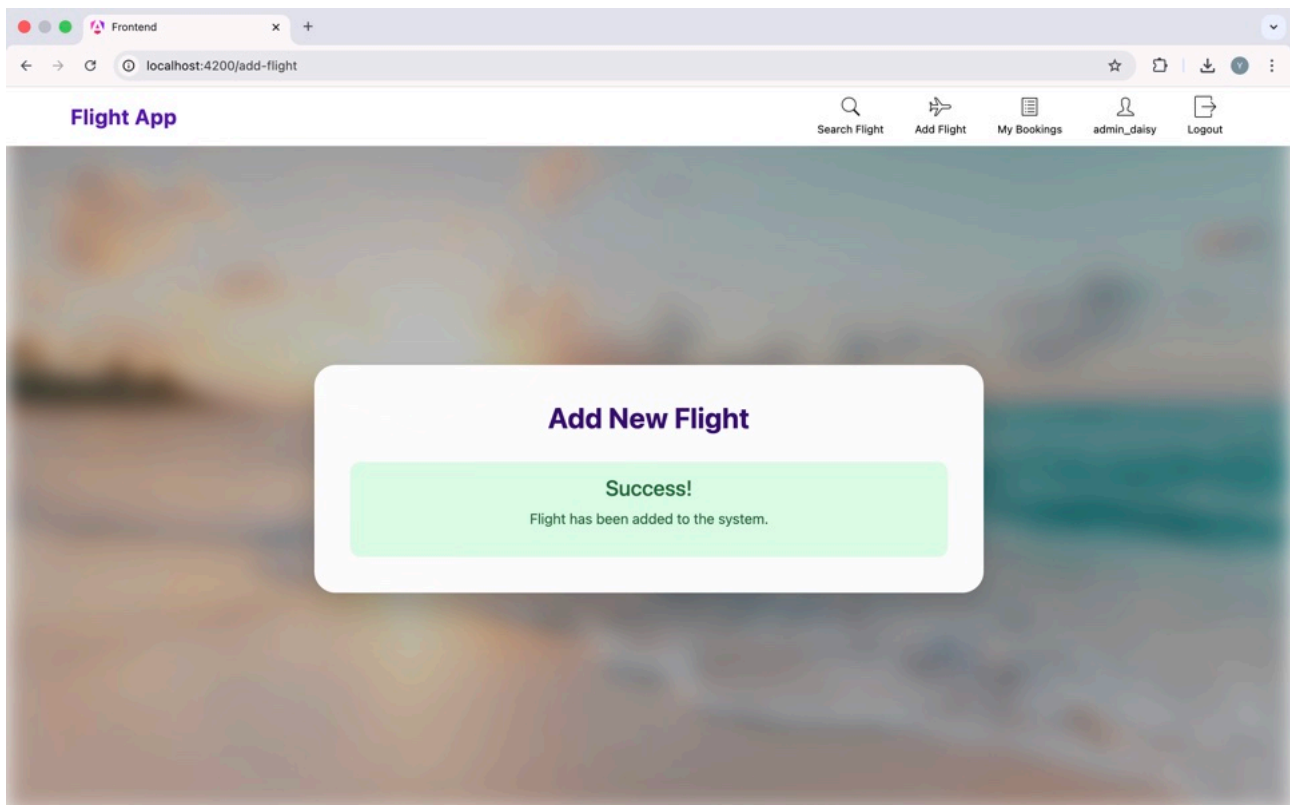 Frontend
localhost:4200/add-flight
Y
Flight App
Search Flight
Add Flight
My Bookings
admin_daisy
Logout
Add New Flight
Success!
Flight has been added to the system.